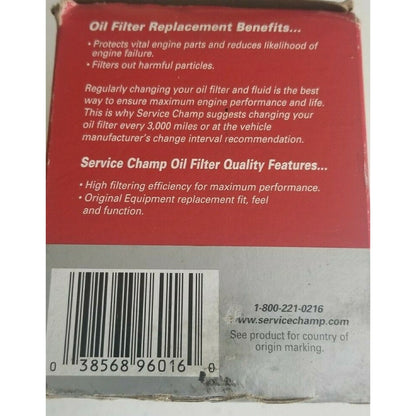 Oil Filter Replacement Benefits...
• Protects vital engine parts and reduces likelihood of
engine failure.
• Filters out harmful particles.
Regularly changing your oil filter and fluid is the best
way to ensure maximum engine performance and life.
This is why Service Champ suggests changing your
oil filter every 3,000 miles or at the vehicle
manufacturer's change interval recommendation.
Service Champ Oil Filter Quality Features...
• High filtering efficiency for maximum performance.
• Original Equipment replacement fit, feel
and function.
1-800-221-0216
www.servicechamp.com
See product for country of
origin marking.
0 38568 96016 0